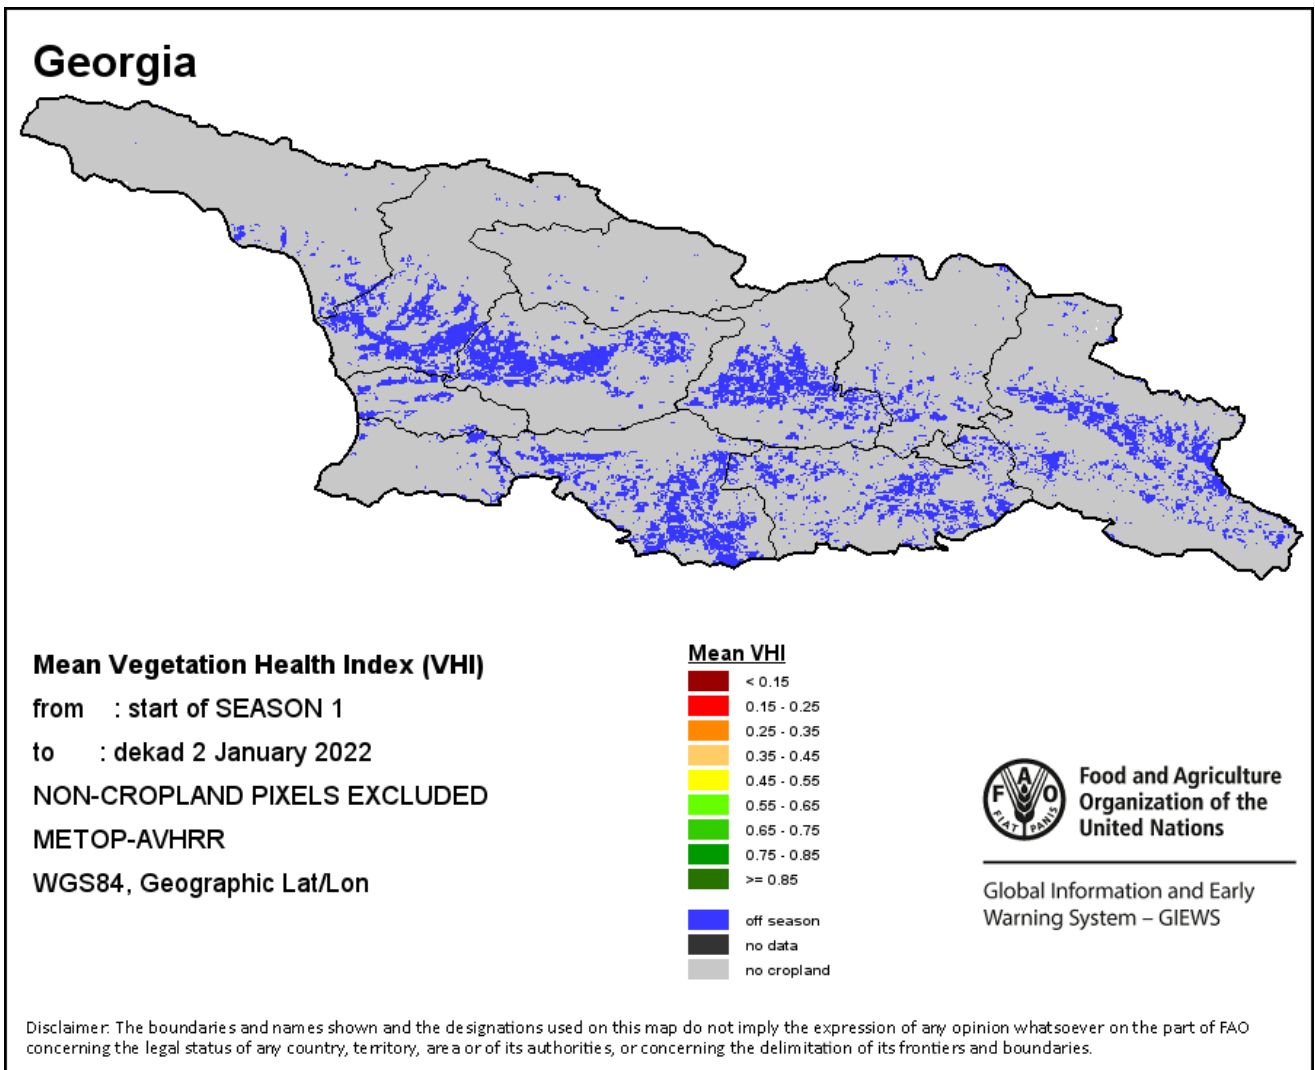 Georgia
Mean Vegetation Health Index (VHI)
from : start of SEASON 1
to : dekad 2 January 2022
NON-CROPLAND PIXELS EXCLUDED
METOP-AVHRR
WGS84, Geographic Lat/Lon
Mean VHI
< 0.15
0.15 - 0.25
0.25 - 0.35
0.35 - 0.45
0.45 - 0.55
0.55 - 0.65
0.65 - 0.75
0.75 - 0.85
>= 0.85
off season
no data
no cropland
F A O
FIAT PANIS
Food and Agriculture
Organization of the
United Nations
Global Information and Early
Warning System – GIEWS
Disclaimer: The boundaries and names shown and the designations used on this map do not imply the expression of any opinion whatsoever on the part of FAO
concerning the legal status of any country, territory, area or of its authorities, or concerning the delimitation of its frontiers and boundaries.